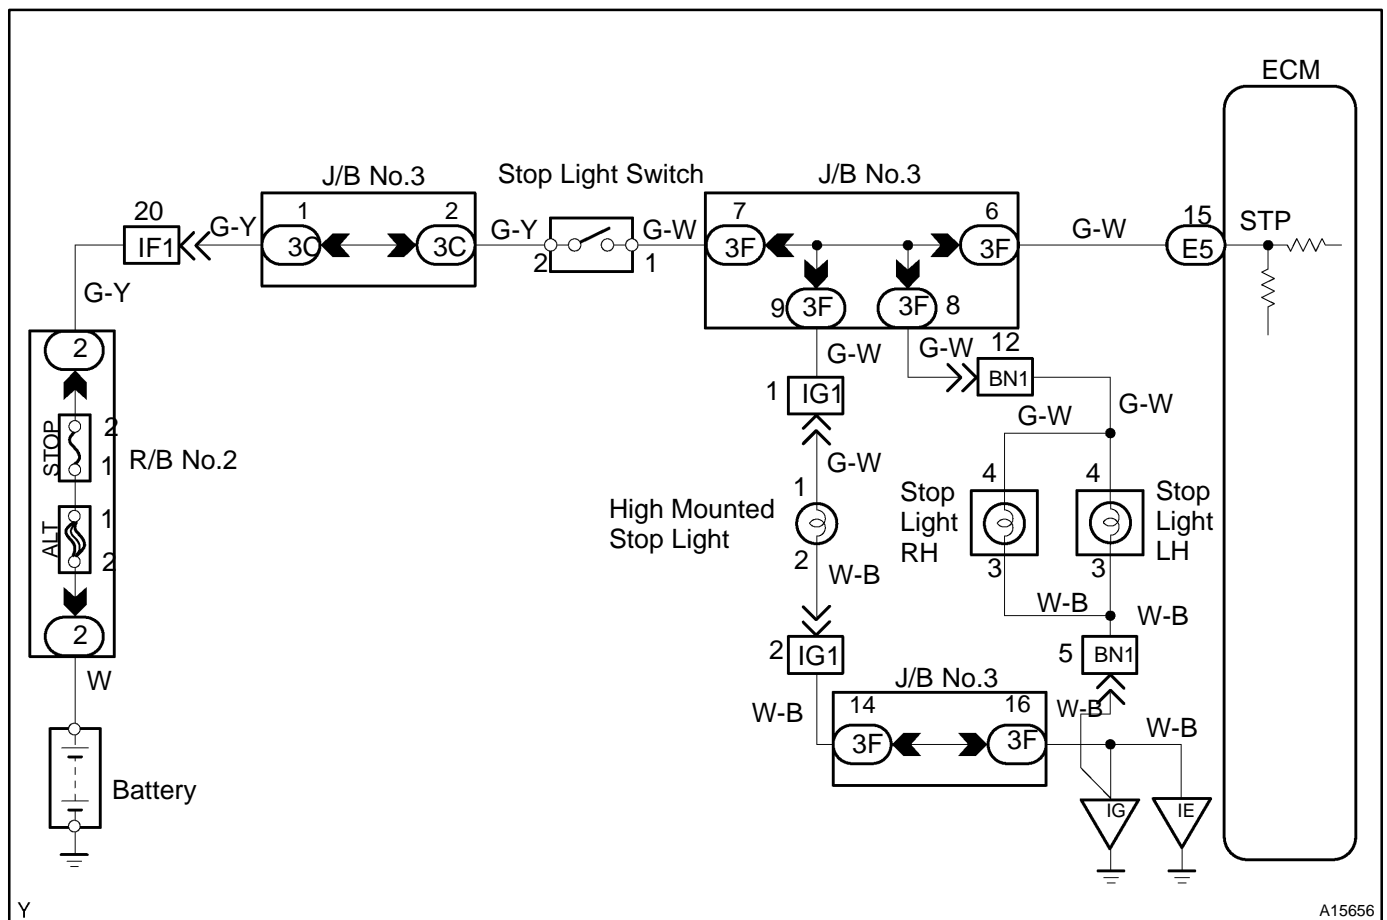 ECM
J/B No.3
Stop Light Switch
J/B No.3
20
1
2
7
6
15
STP
IF1
G-Y
3C
3C
G-Y
G-W
3F
3F
G-W
E5
2
1
G-Y
9
3F
3F
8
G-W
G-W
12
BN1
2
1
IG1
G-W
G-W
STOP
2
1
R/B No.2
G-W
1
4
4
High Mounted
Stop Light
Stop
Light
RH
Stop
Light
LH
ALT
1
2
2
3
3
W-B
W-B
W-B
2
2
IG1
5
BN1
W
J/B No.3
W-B
14
16
W-B
W-B
3F
3F
Battery
IG
IE
Y
A15656